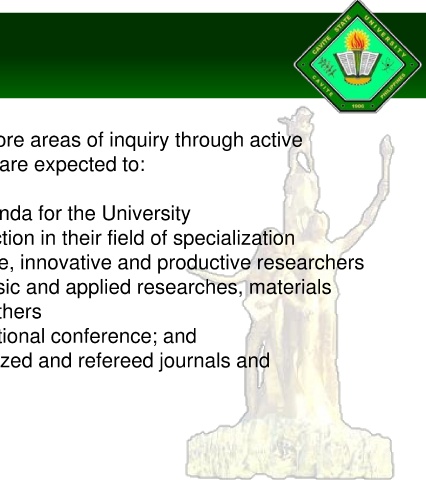 CAVITE STATE UNIVERSITY
CAVITE PHILIPPINES
1906
ore areas of inquiry through active
are expected to:
nda for the University
ction in their field of specialization
e, innovative and productive researchers
sic and applied researches, materials
thers
tional conference; and
zed and refereed journals and